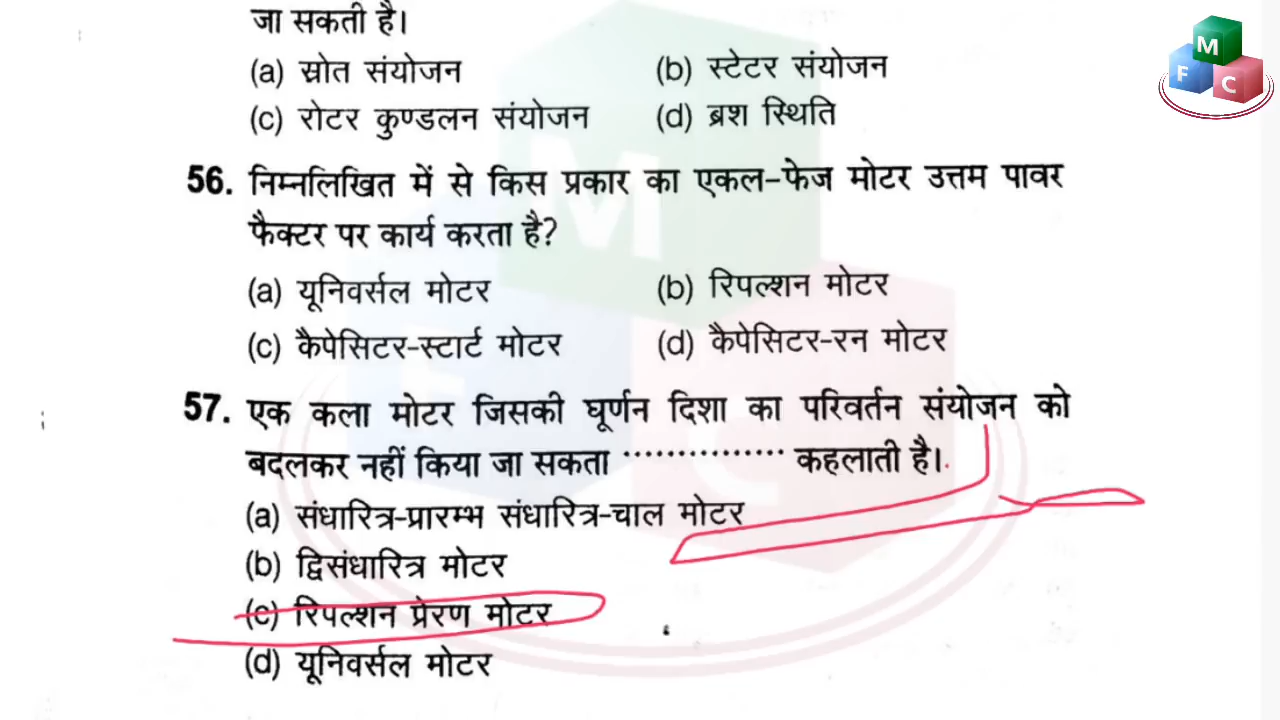 जा सकती है।
(a) स्रोत संयोजन (b) स्टेटर संयोजन
(c) रोटर कुण्डलन संयोजन (d) ब्रश स्थिति
56. निम्नलिखित में से किस प्रकार का एकल-फेज मोटर उत्तम पावर
फैक्टर पर कार्य करता है?
(a) यूनिवर्सल मोटर (b) रिपल्शन मोटर
(c) कैपेसिटर-स्टार्ट मोटर (d) कैपेसिटर-रन मोटर
57. एक कला मोटर जिसकी घूर्णन दिशा का परिवर्तन संयोजन को
बदलकर नहीं किया जा सकता ............... कहलाती है।
(a) संधारित्र-प्रारम्भ संधारित्र-चाल मोटर
(b) द्विसंधारित्र मोटर
(c) रिपल्शन प्रेरण मोटर
(d) यूनिवर्सल मोटर
M
F C
M
F C